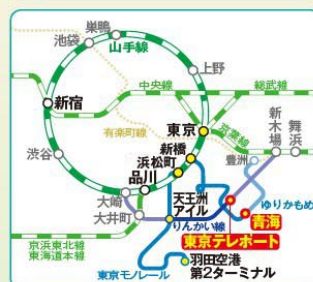 巣鴨
池袋
山手線
上野
中央線
総武線
新宿
有楽町線
東京
京葉線
新木場
舞浜
新橋
渋谷
浜松町
豊洲
品川
天王洲
アイル
ゆりかもめ
大崎
大井町
りんかい線
青海
東京テレポート
京浜東北線
東海道本線
東京モノレール
羽田空港
第2ターミナル